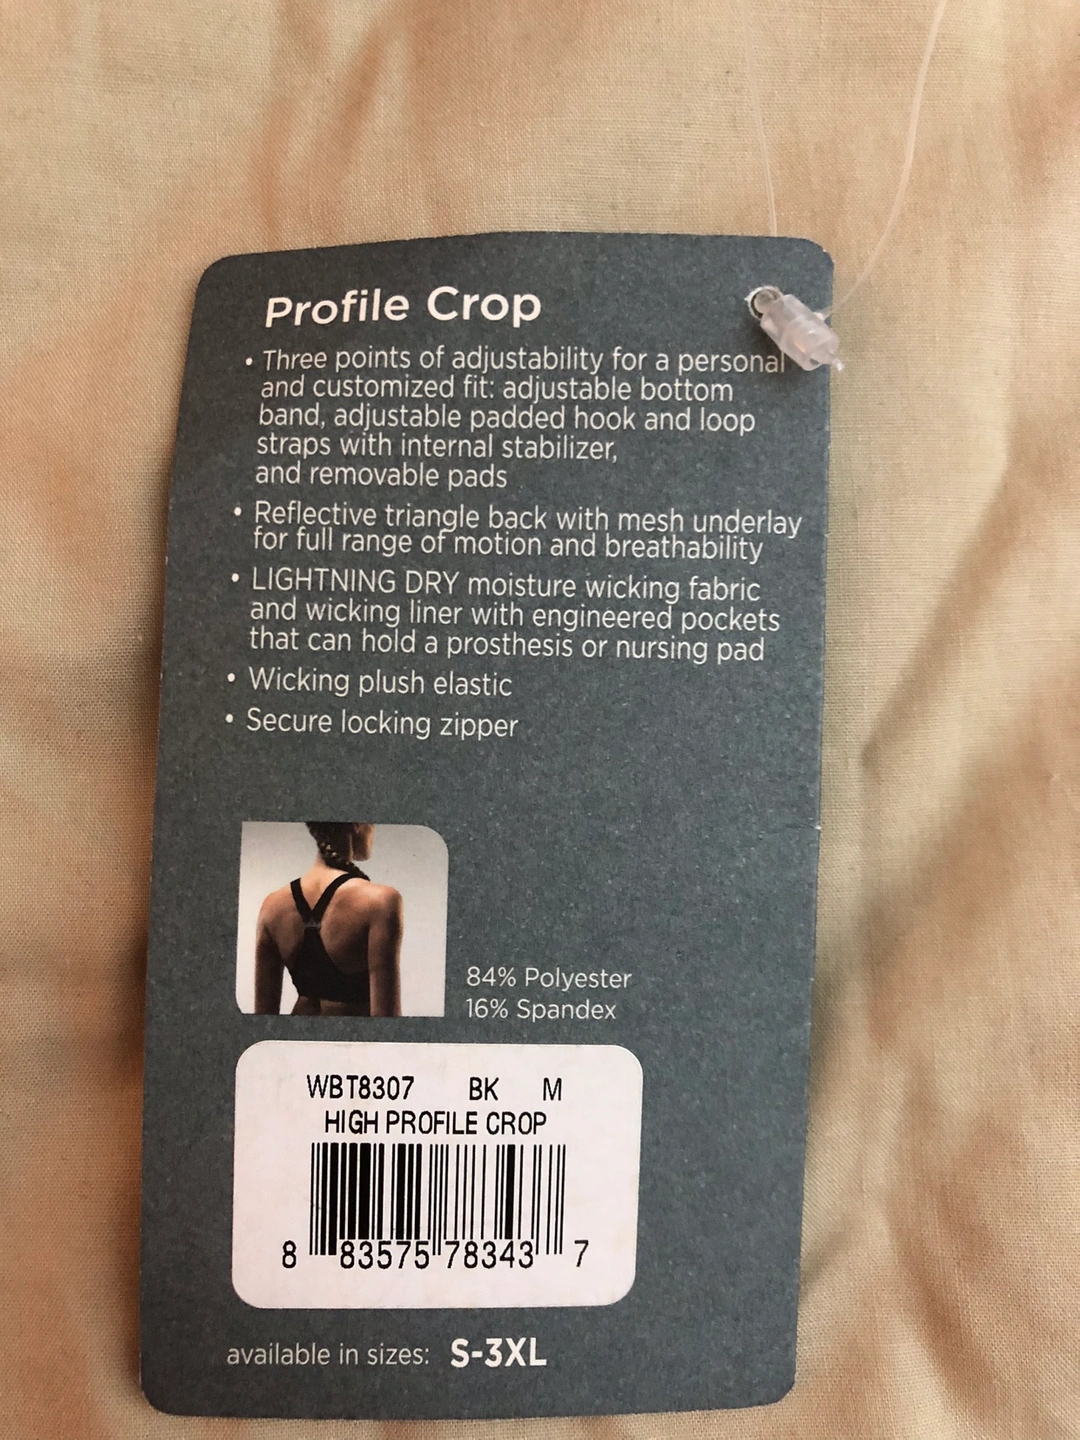 Profile Crop
• Three points of adjustability for a personal
and customized fit: adjustable bottom
band, adjustable padded hook and loop
straps with internal stabilizer,
and removable pads
• Reflective triangle back with mesh underlay
for full range of motion and breathability
• LIGHTNING DRY moisture wicking fabric
and wicking liner with engineered pockets
that can hold a prosthesis or nursing pad
• Wicking plush elastic
• Secure locking zipper
84% Polyester
16% Spandex
WBT8307 BK M
HIGH PROFILE CROP
8 83575 78343 7
available in sizes: S-3XL